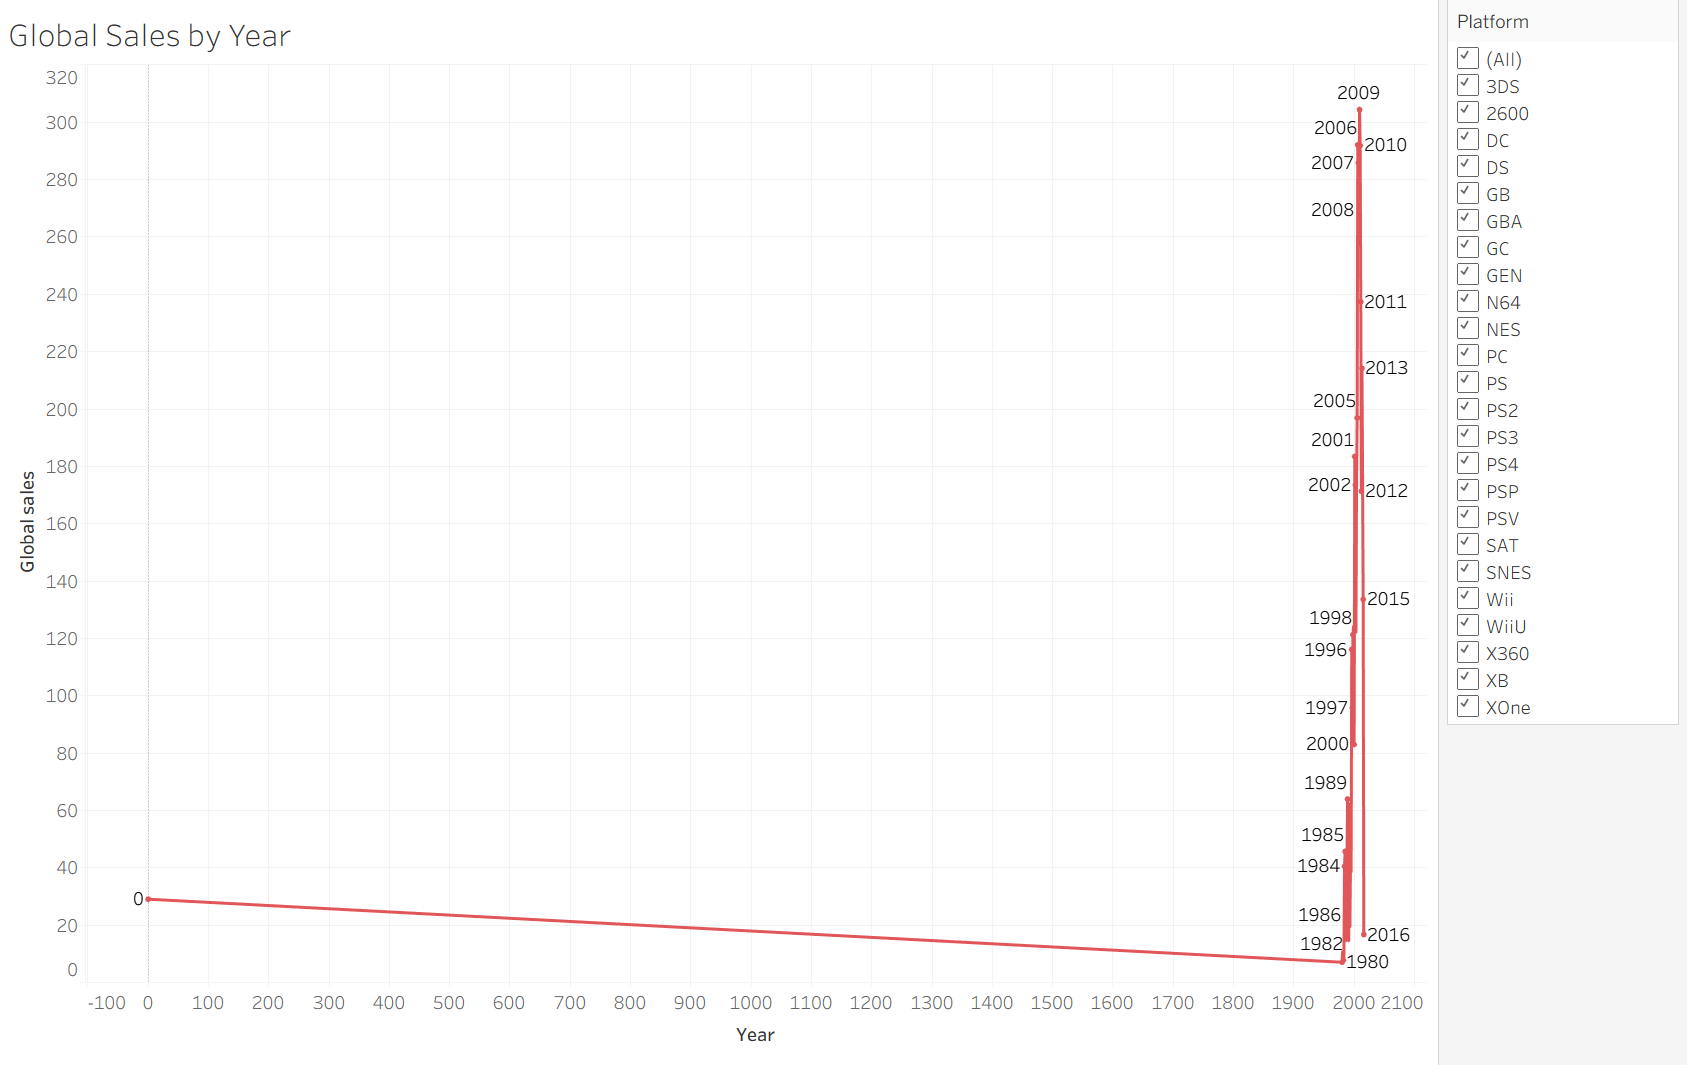 Global Sales by Year
320
300
280
260
240
220
200
180
160
140
120
100
80
60
40
20
0
Global sales
2009
2006
2010
2007
2008
2011
2013
2005
2001
2002
2012
2015
1998
1996
1997
2000
1989
1985
1984
0
1986
2016
1982
1980
-100 0 100 200 300 400 500 600 700 800 900 1000 1100 1200 1300 1400 1500 1600 1700 1800 1900 2000 2100
Year
Platform
(All)
3DS
2600
DC
DS
GB
GBA
GC
GEN
N64
NES
PC
PS
PS2
PS3
PS4
PSP
PSV
SAT
SNES
Wii
WiiU
X360
XB
XOne